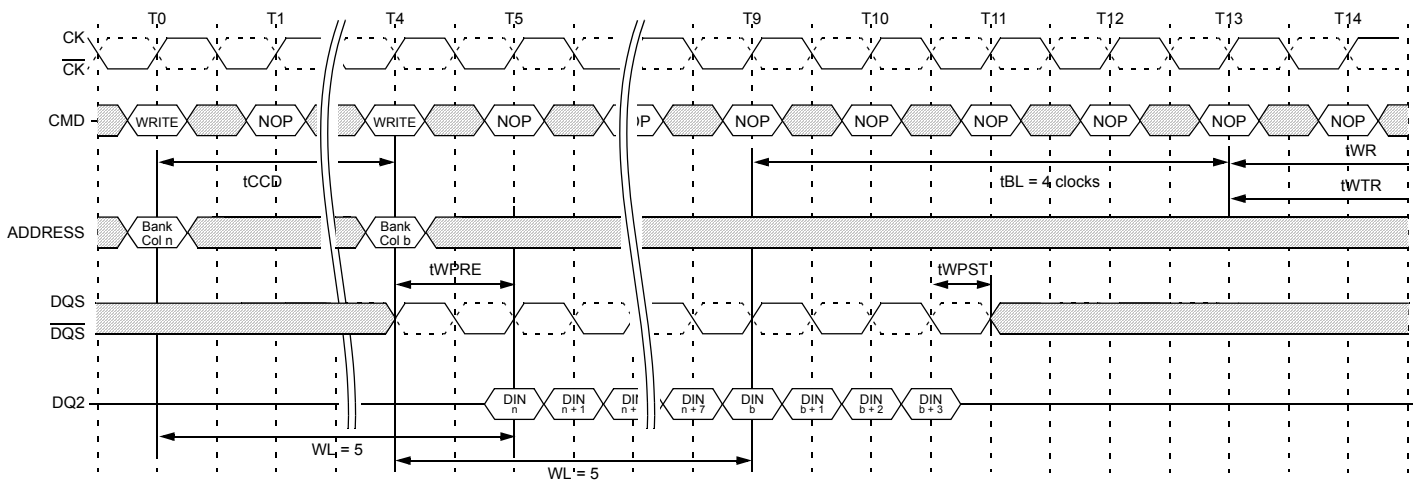 T0 T1 T4 T5 T9 T10 T11 T12 T13 T14
CK
CK
CMD WRITE NOP WRITE NOP OP NOP NOP NOP NOP NOP NOP
tCCD tBL = 4 clocks tWR
tWTR
ADDRESS Bank Col n Bank Col b
tWPRE tWPST
DQS
DQS
DQ2 DIN n DIN n + 1 DIN n + DIN n + 7 DIN b DIN b + 1 DIN b + 2 DIN b + 3
WL = 5
WL = 5